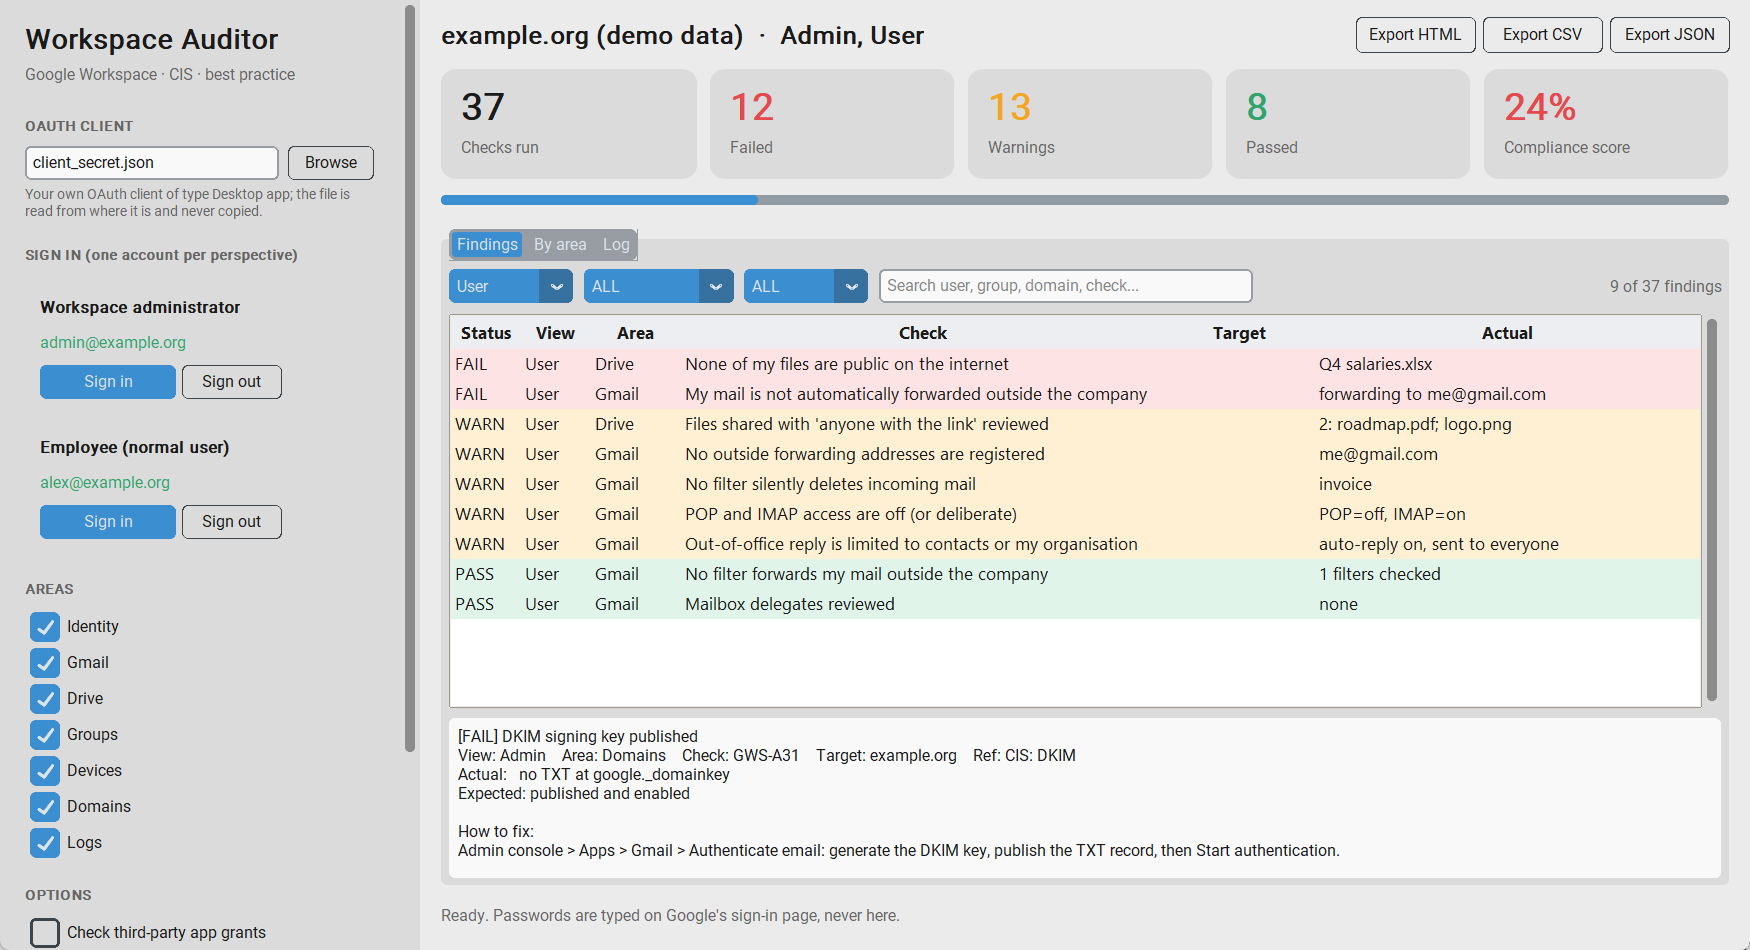 Workspace Auditor
Google Workspace · CIS · best practice
OAUTH CLIENT
client_secret.json
Browse
Your own OAuth client of type Desktop app; the file is
read from where it is and never copied.
SIGN IN (one account per perspective)
Workspace administrator
admin@example.org
Sign in
Sign out
Employee (normal user)
alex@example.org
Sign in
Sign out
AREAS
Identity
Gmail
Drive
Groups
Devices
Domains
Logs
OPTIONS
Check third-party app grants
example.org (demo data) · Admin, User
Export HTML
Export CSV
Export JSON
37
Checks run
12
Failed
13
Warnings
8
Passed
24%
Compliance score
Findings By area Log
User
ALL
ALL
Search user, group, domain, check...
9 of 37 findings
Status View Area Check Target Actual
FAIL User Drive None of my files are public on the internet Q4 salaries.xlsx
FAIL User Gmail My mail is not automatically forwarded outside the company forwarding to me@gmail.com
WARN User Drive Files shared with 'anyone with the link' reviewed 2: roadmap.pdf; logo.png
WARN User Gmail No outside forwarding addresses are registered me@gmail.com
WARN User Gmail No filter silently deletes incoming mail invoice
WARN User Gmail POP and IMAP access are off (or deliberate) POP=off, IMAP=on
WARN User Gmail Out-of-office reply is limited to contacts or my organisation auto-reply on, sent to everyone
PASS User Gmail No filter forwards my mail outside the company 1 filters checked
PASS User Gmail Mailbox delegates reviewed none
[FAIL] DKIM signing key published
View: Admin Area: Domains Check: GWS-A31 Target: example.org Ref: CIS: DKIM
Actual: no TXT at google._domainkey
Expected: published and enabled
How to fix:
Admin console > Apps > Gmail > Authenticate email: generate the DKIM key, publish the TXT record, then Start authentication.
Ready. Passwords are typed on Google's sign-in page, never here.